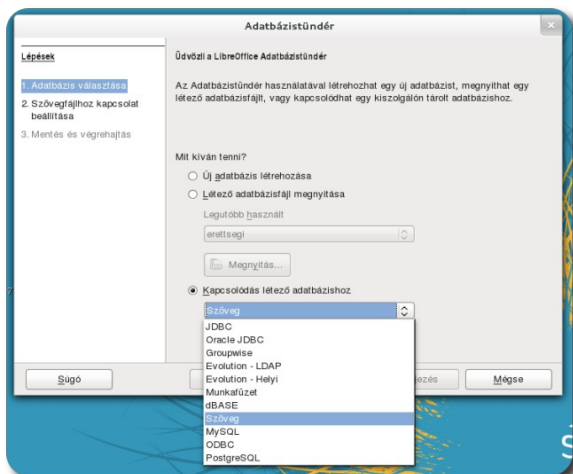 Adatbázistündér
Lépések
1. Adatbázis választása
2. Szövegfájlhoz kapcsolat
beállítása
3. Mentés és végrehajtás
Üdvözli a LibreOffice Adatbázistündér
Az Adatbázistündér használatával létrehozhat egy új adatbázist, megnyithat egy
létező adatbázisfájlt, vagy kapcsolódhat egy kiszolgálón tárolt adatbázishoz.
Mit kíván tenni?
Új adatbázis létrehozása
Létező adatbázisfájl megnyitása
Legutóbb használt
erettsegi
Megnyitás...
Kapcsolódás létező adatbázishoz
Szöveg
JDBC
Oracle JDBC
Groupwise
Evolution - LDAP
Evolution - Helyi
Munkafüzet
dBASE
Szöveg
MySQL
ODBC
PostgreSQL
Súgó
ezés
Mégse
7
S